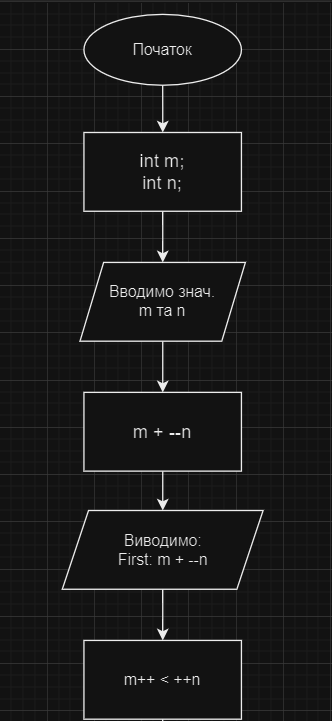 Початок
int m;
int n;
Вводимо знач.
m та n
m + --n
Виводимо:
First: m + --n
m++ < ++n